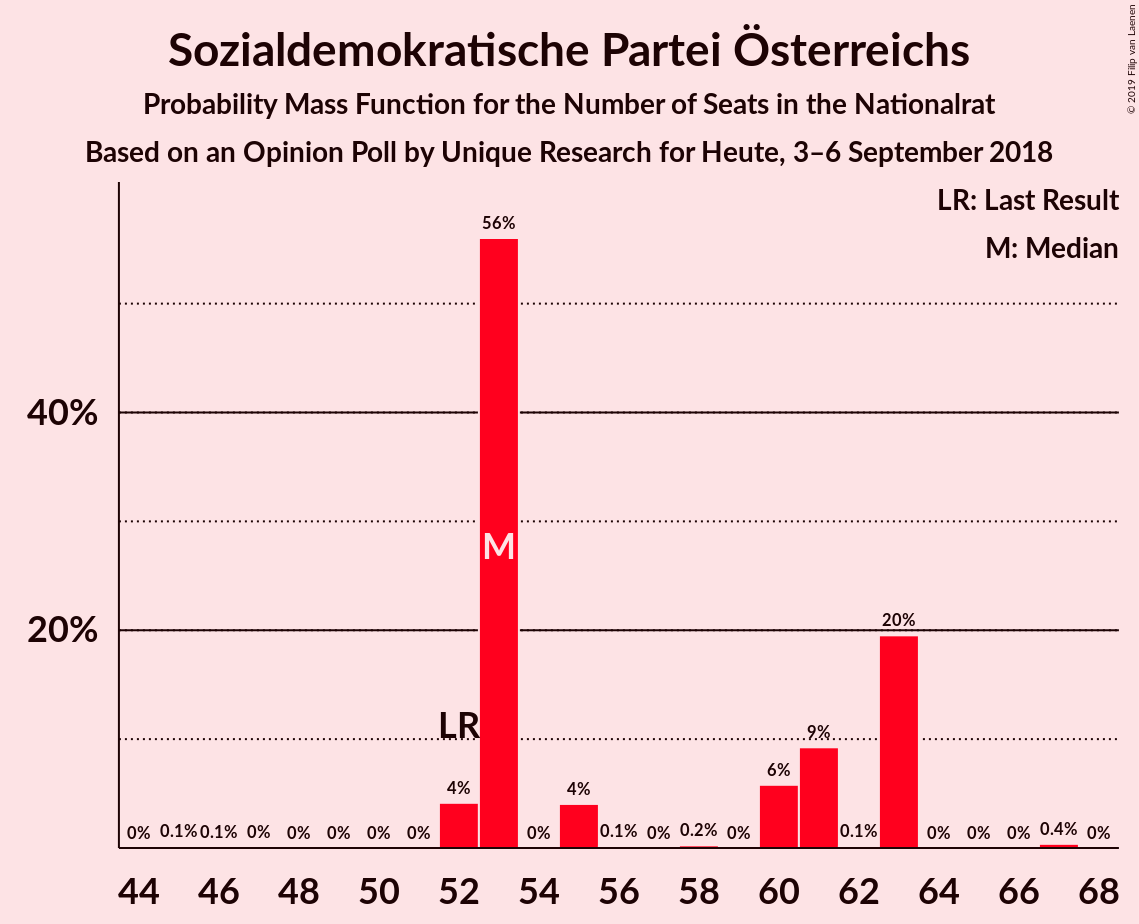 Sozialdemokratische Partei Österreichs
Probability Mass Function for the Number of Seats in the Nationalrat
Based on an Opinion Poll by Unique Research for Heute, 3–6 September 2018
© 2019 Filip van Laenen
LR: Last Result
M: Median
56%
40%
M
20%
20%
LR
9%
6%
4% 4%
0% 0.1% 0.1% 0% 0% 0% 0% 0% 0% 0.1% 0% 0.2% 0% 0.1% 0% 0% 0% 0.4% 0%
44 46 48 50 52 54 56 58 60 62 64 66 68